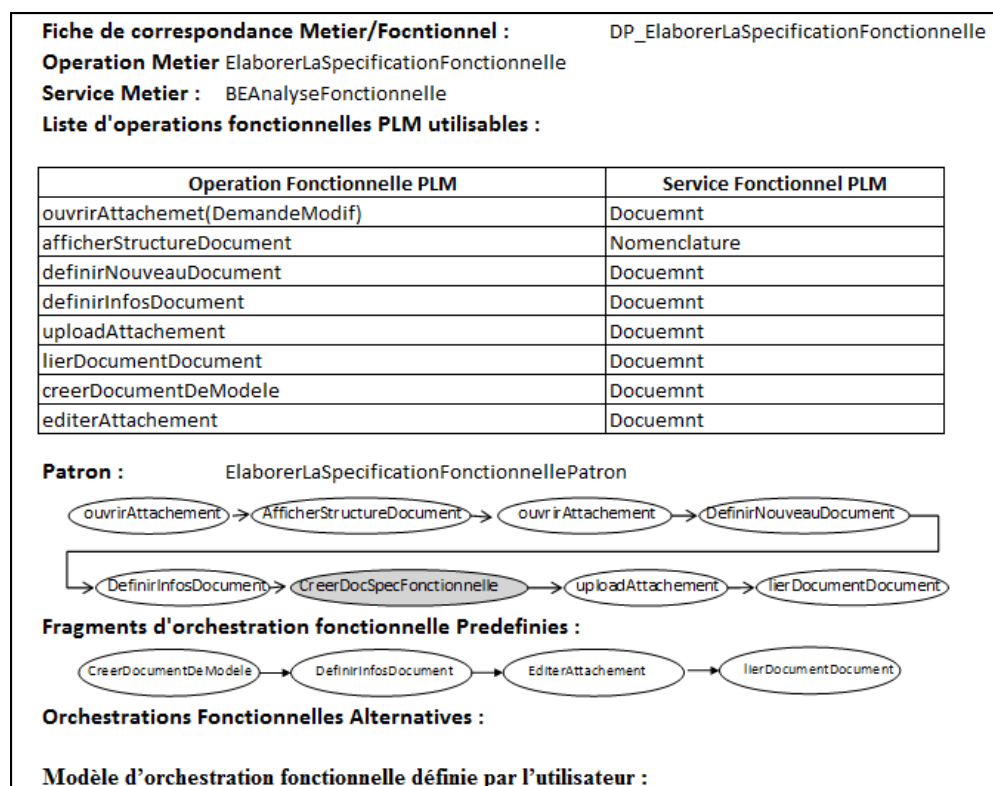 Fiche de correspondance Metier/Focntionnel : DP_ElaborerLaSpecificationFonctionnelle
Operation Metier ElaborerLaSpecificationFonctionnelle
Service Metier : BEAnalyseFonctionnelle
Liste d'operations fonctionnelles PLM utilisables :
Operation Fonctionnelle PLM Service Fonctionnel PLM
ouvrirAttachemet(DemandeModif) Docuemnt
afficherStructureDocument Nomenclature
definirNouveauDocument Docuemnt
definirInfosDocument Docuemnt
uploadAttachement Docuemnt
lierDocumentDocument Docuemnt
creerDocumentDeModele Docuemnt
editerAttachement Docuemnt
Patron : ElaborerLaSpecificationFonctionnellePatron
ouvrirAttachement AfficherStructureDocument ouvrirAttachement DefinirNouveauDocument
DefinirInfosDocument CreerDocSpecFonctionnelle uploadAttachement lierDocumentDocument
Fragments d'orchestration fonctionnelle Predefinies :
CreerDocumentDeModele DefinirInfosDocument EditerAttachement lierDocumentDocument
Orchestrations Fonctionnelles Alternatives :
Modèle d’orchestration fonctionnelle définie par l’utilisateur :